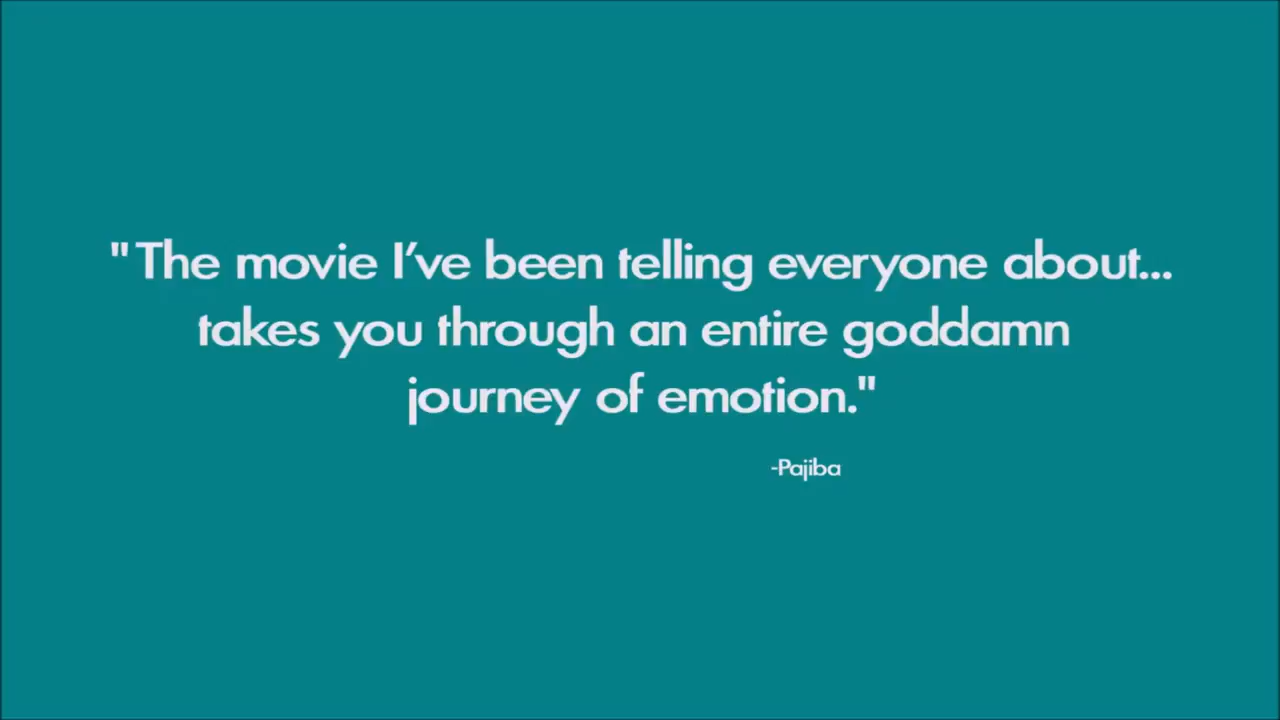 "The movie I’ve been telling everyone about...
takes you through an entire goddamn
journey of emotion."
-Pajiba